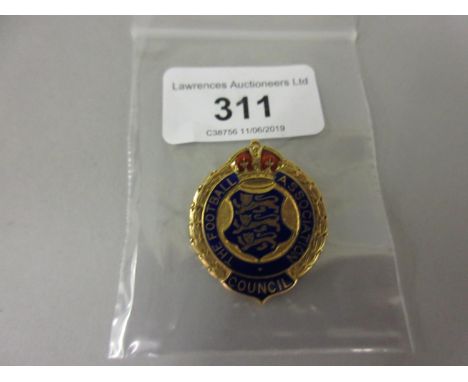 Lawrences Auctioneers Ltd
311
C38756 11/06/2019
THE FOOTBALL ASSOCIATION
COUNCIL